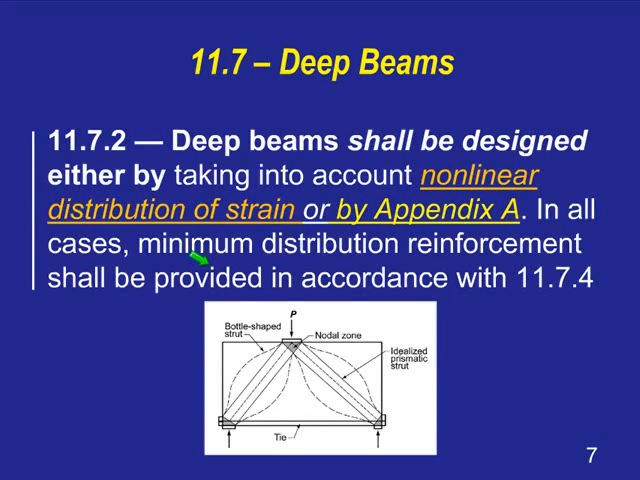 11.7 – Deep Beams
11.7.2 — Deep beams shall be designed
either by taking into account nonlinear
distribution of strain or by Appendix A. In all
cases, minimum distribution reinforcement
shall be provided in accordance with 11.7.4
P
Bottle-shaped
strut
Nodal zone
Idealized
prismatic
strut
Tie
7